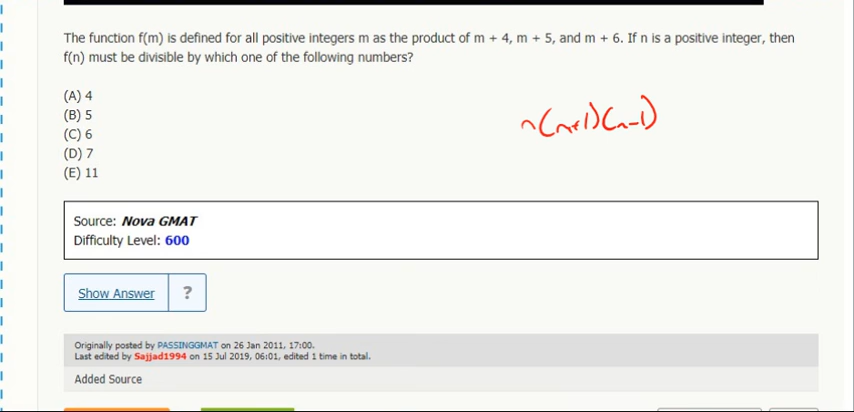 The function f(m) is defined for all positive integers m as the product of m + 4, m + 5, and m + 6. If n is a positive integer, then
f(n) must be divisible by which one of the following numbers?
(A) 4
(B) 5
n(n+1)(n-1)
(C) 6
(D) 7
(E) 11
Source: Nova GMAT
Difficulty Level: 600
Show Answer ?
Originally posted by PASSINGGMAT on 26 Jan 2011, 17:00.
Last edited by Sajjad1994 on 15 Jul 2019, 06:01, edited 1 time in total.
Added Source